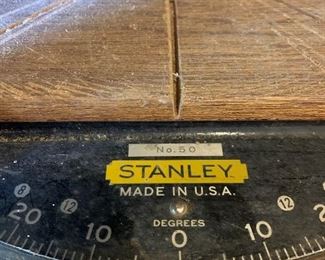 No. 50
STANLEY
MADE IN U.S.A.
DEGREES
8 12 12
20 10 0 10 20